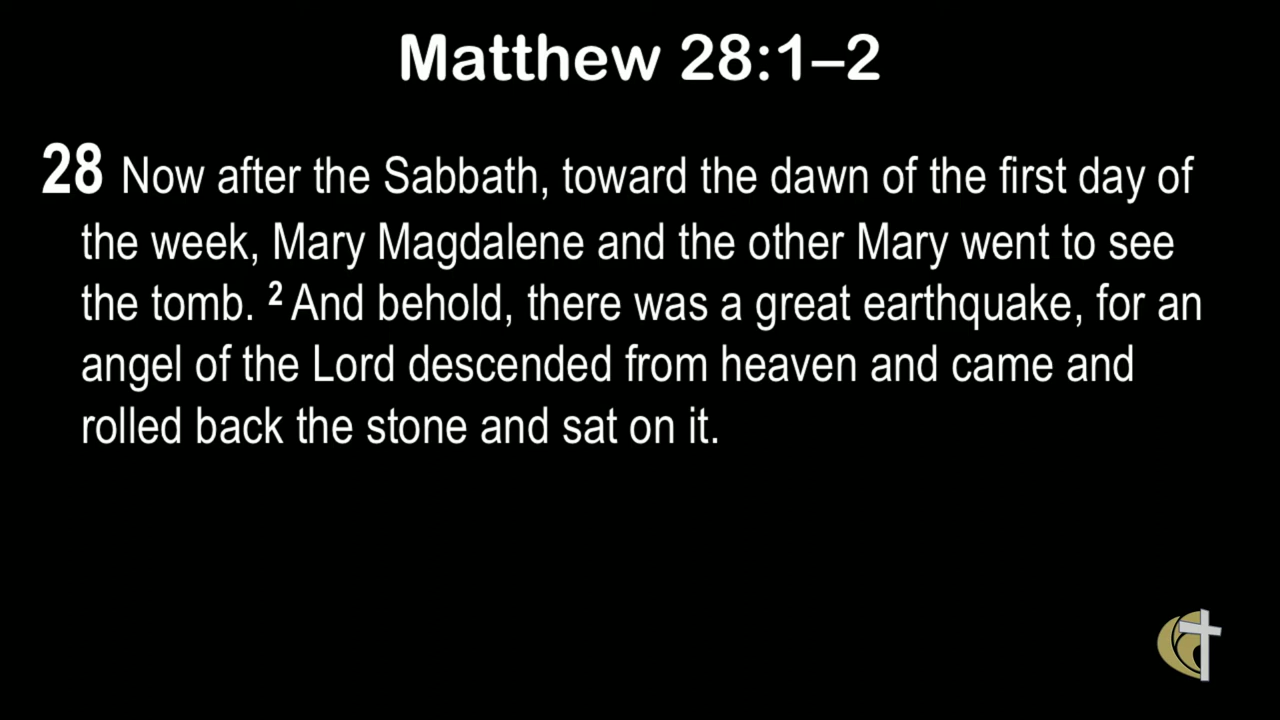 Matthew 28:1–2
28 Now after the Sabbath, toward the dawn of the first day of
the week, Mary Magdalene and the other Mary went to see
the tomb. 2 And behold, there was a great earthquake, for an
angel of the Lord descended from heaven and came and
rolled back the stone and sat on it.